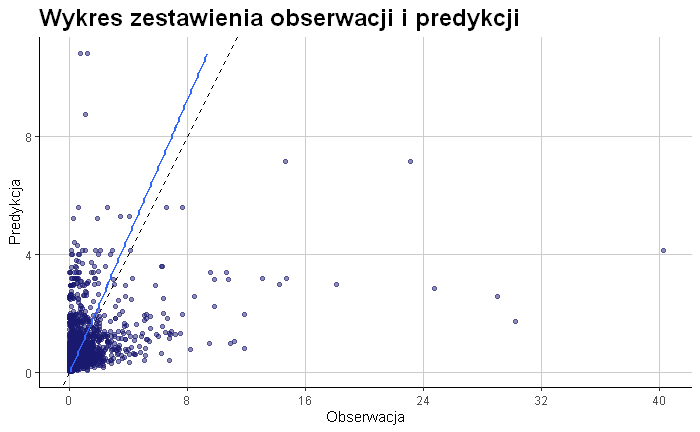 Wykres zestawienia obserwacji i predykcji
Predykcja
8
4
0
0 8 16 24 32 40
Obserwacja